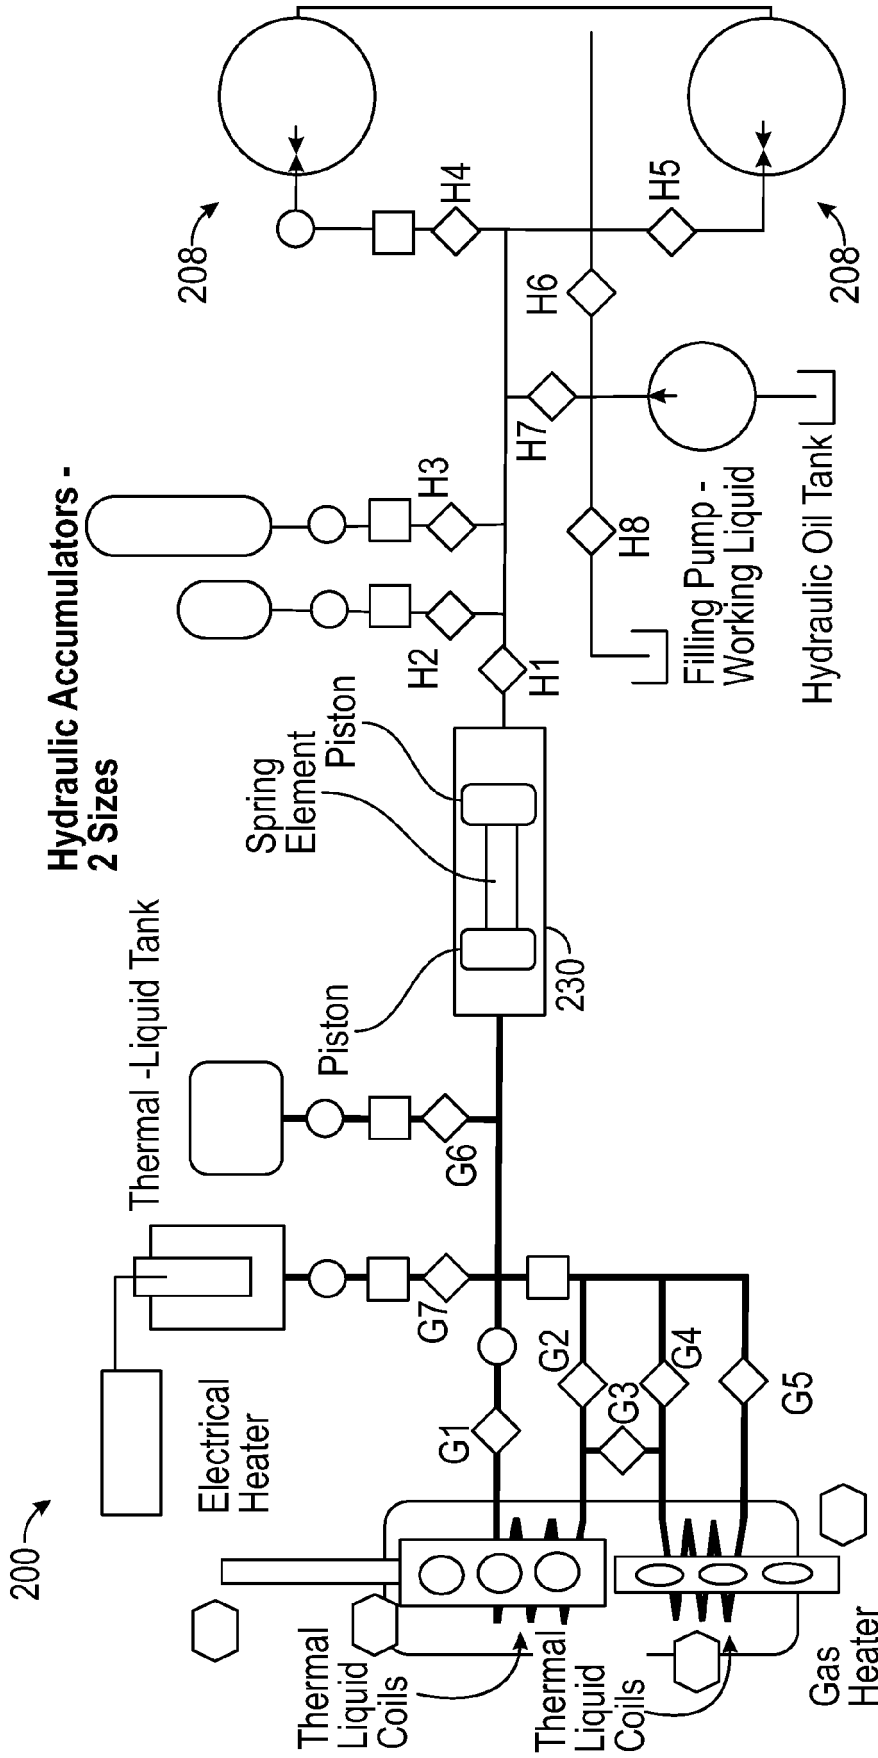 200
Hydraulic Accumulators -
2 Sizes
208
208
Electrical
Heater
Thermal -Liquid Tank
Piston
Spring
Element
Piston
230
G1
G2
G3
G4
G5
G6
G7
H1
H2
H3
H4
H5
H6
H7
H8
Filling Pump -
Working Liquid
Hydraulic Oil Tank
Thermal
Liquid
Coils
Thermal
Liquid
Coils
Gas
Heater